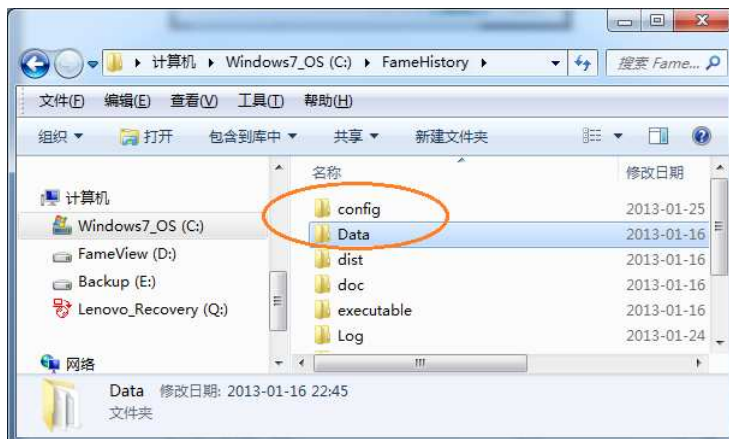 计算机 Windows7_OS (C:) FameHistory 搜索 Fame...
文件(F) 编辑(E) 查看(V) 工具(T) 帮助(H)
组织 打开 包含到库中 共享 新建文件夹
名称 修改日期
计算机
Windows7_OS (C:)
FameView (D:)
Backup (E:)
Lenovo_Recovery (Q:)
网络
config 2013-01-25
Data 2013-01-16
dist 2013-01-16
doc 2013-01-16
executable 2013-01-16
Log 2013-01-24
Data 修改日期: 2013-01-16 22:45
文件夹